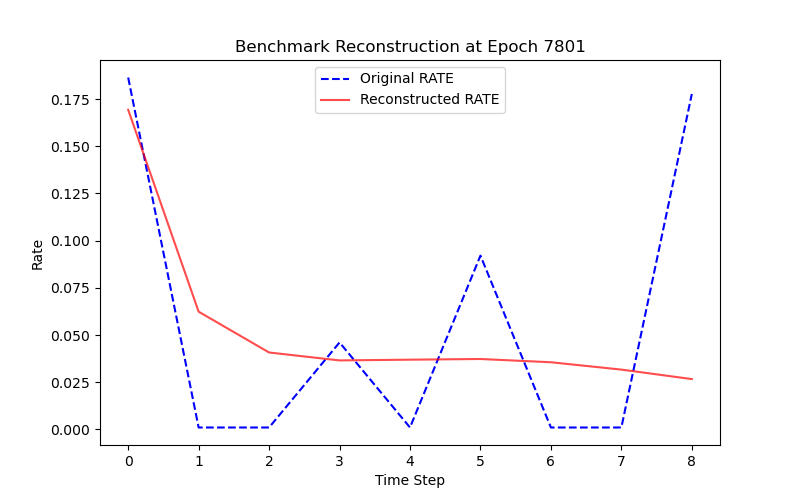 Benchmark Reconstruction at Epoch 7801
Original RATE
Reconstructed RATE
0.175
0.150
0.125
0.100
0.075
0.050
0.025
0.000
Rate
0 1 2 3 4 5 6 7 8
Time Step